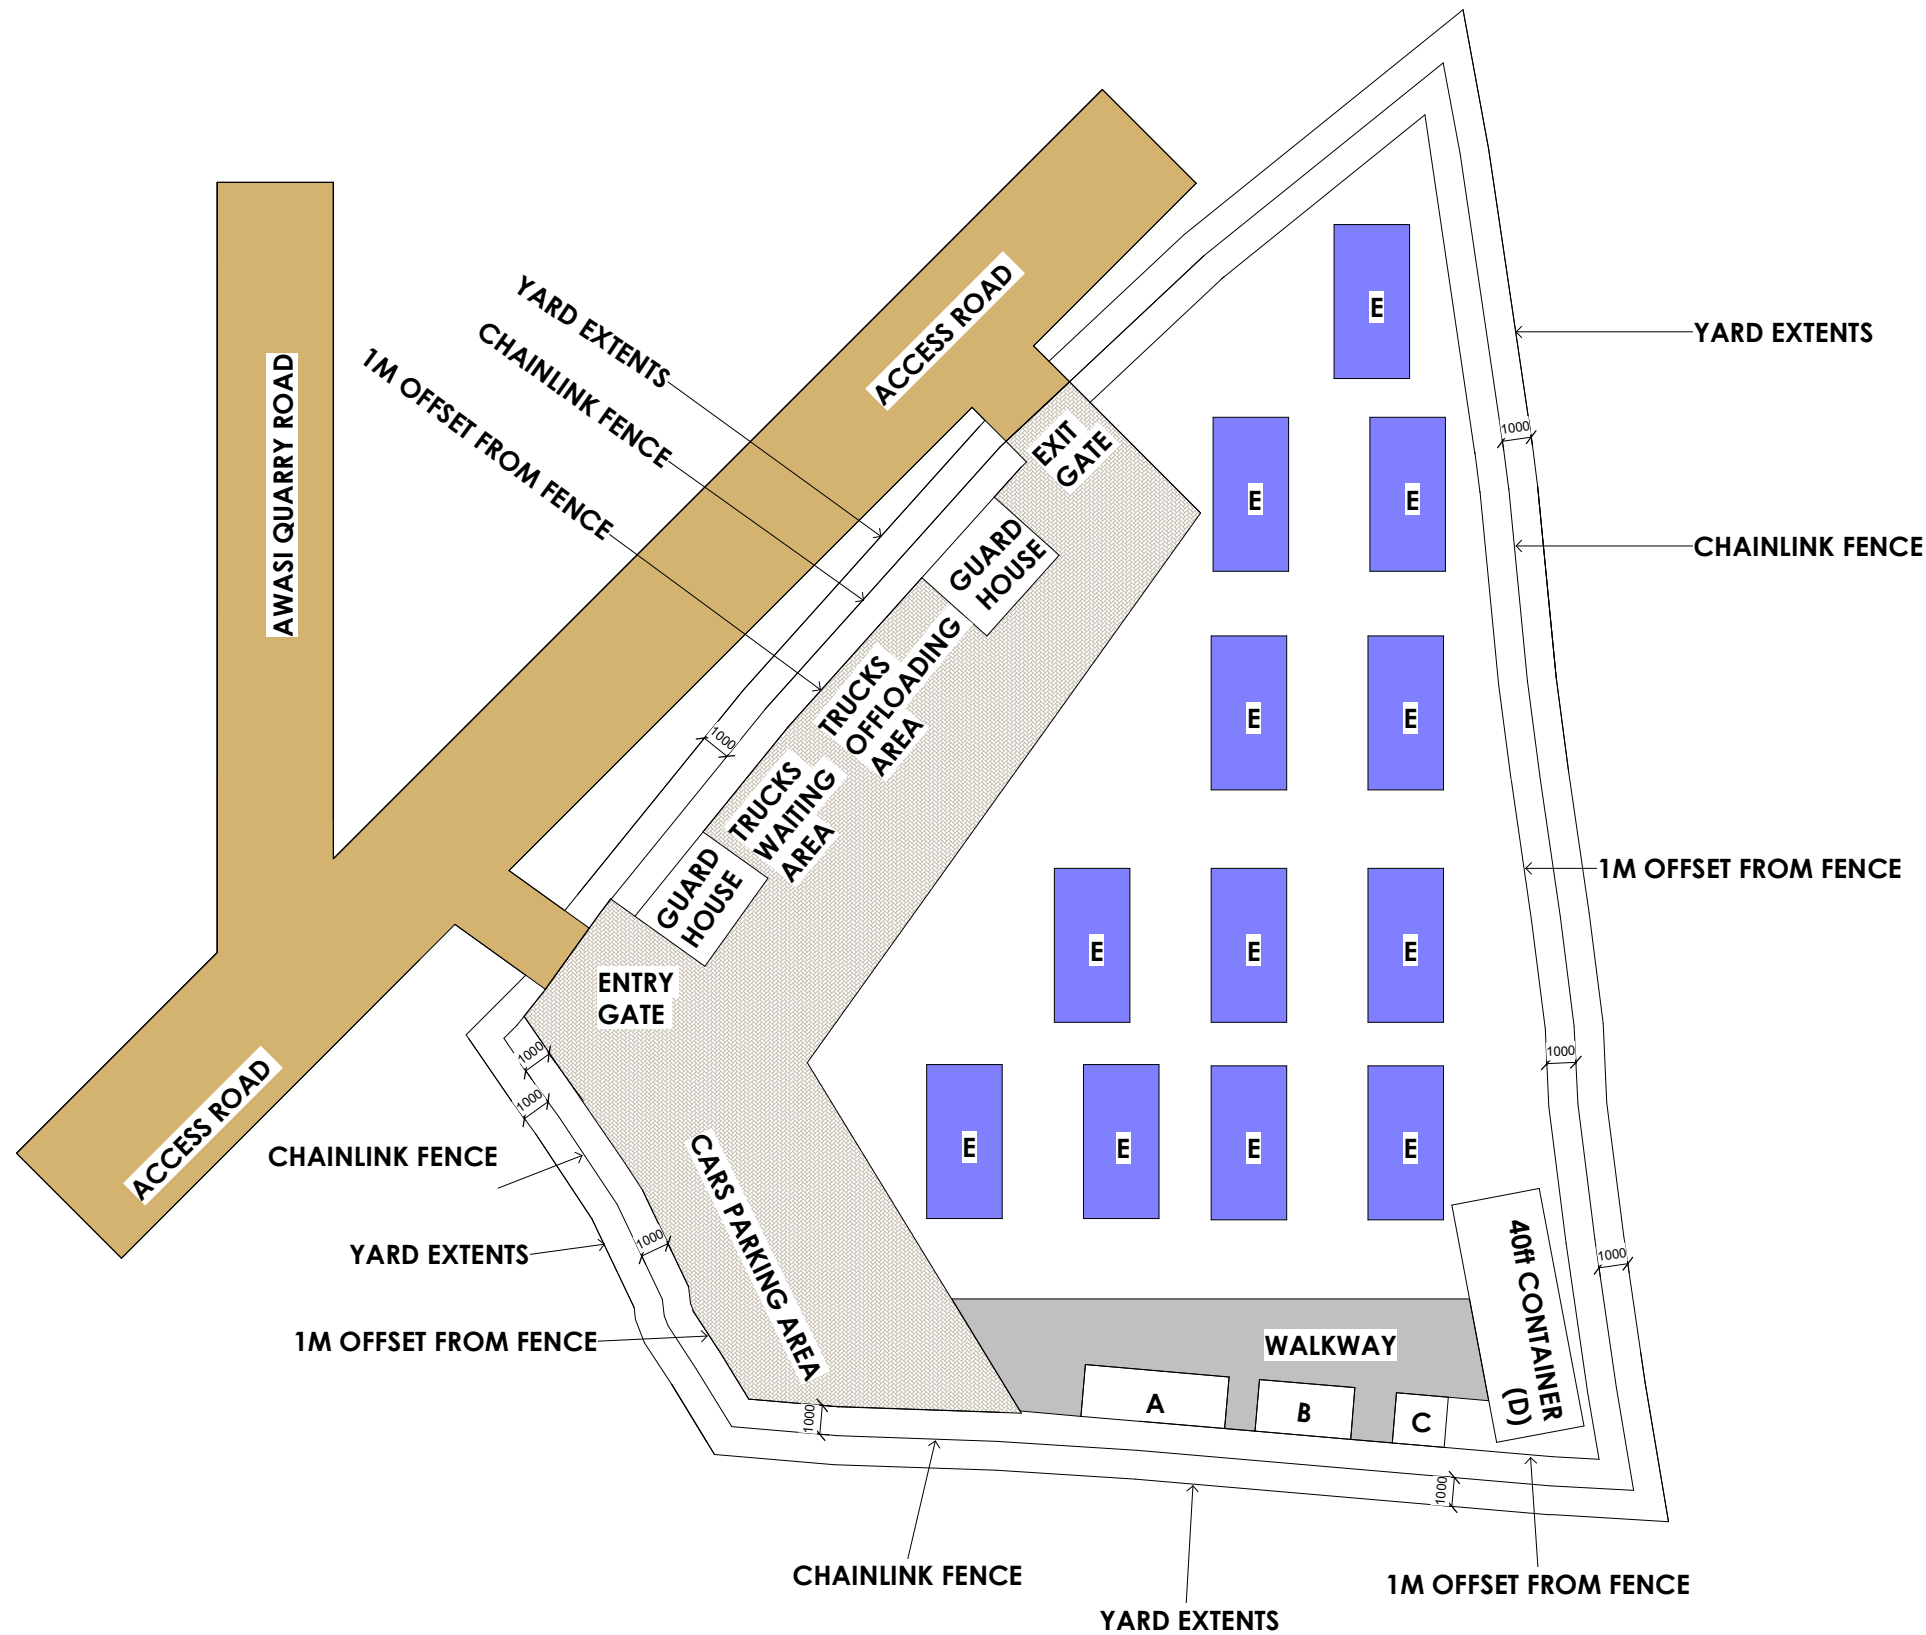 YARD EXTENTS
CHAINLINK FENCE
1M OFFSET FROM FENCE
ACCESS ROAD
AWASI QUARRY ROAD
EXIT
GATE
GUARD
HOUSE
TRUCKS
OFFLOADING
AREA
TRUCKS
WAITING
AREA
GUARD
HOUSE
ENTRY
GATE
1000
E
E
E
E
E
E
E
E
E
E
E
E
YARD EXTENTS
1000
CHAINLINK FENCE
1M OFFSET FROM FENCE
1000
1000
1000
1000
1000
ACCESS ROAD
CHAINLINK FENCE
YARD EXTENTS
1M OFFSET FROM FENCE
CARS PARKING AREA
1000
WALKWAY
A
B
C
40ft CONTAINER
(D)
1000
CHAINLINK FENCE
YARD EXTENTS
1M OFFSET FROM FENCE